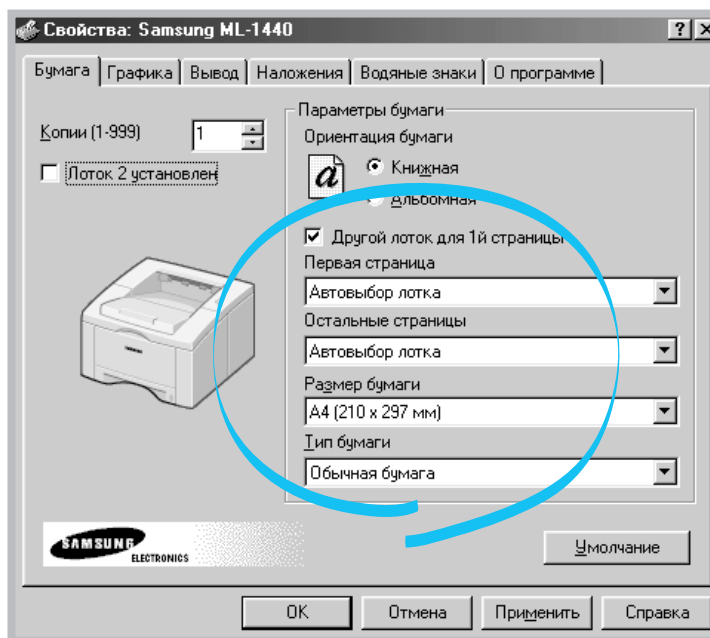 Свойства: Samsung ML-1440
Бумага Графика Вывод Наложения Водяные знаки О программе
Копии (1-999) 1
Лоток 2 установлен
Параметры бумаги
Ориентация бумаги
a
Книжная
Альбомная
Другой лоток для 1й страницы
Первая страница
Автовыбор лотка
Остальные страницы
Автовыбор лотка
Размер бумаги
A4 (210 x 297 мм)
Тип бумаги
Обычная бумага
SAMSUNG
ELECTRONICS
Умолчание
OK Отмена Применить Справка